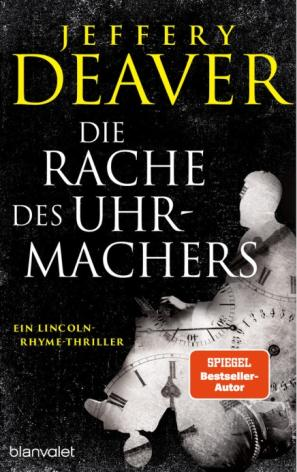 JEFFERY
DEAVER
DIE
RACHE
DES UHR-
MACHERS
EIN LINCOLN-
RHYME-THRILLER
SPIEGEL
Bestseller-
Autor
blanvalet